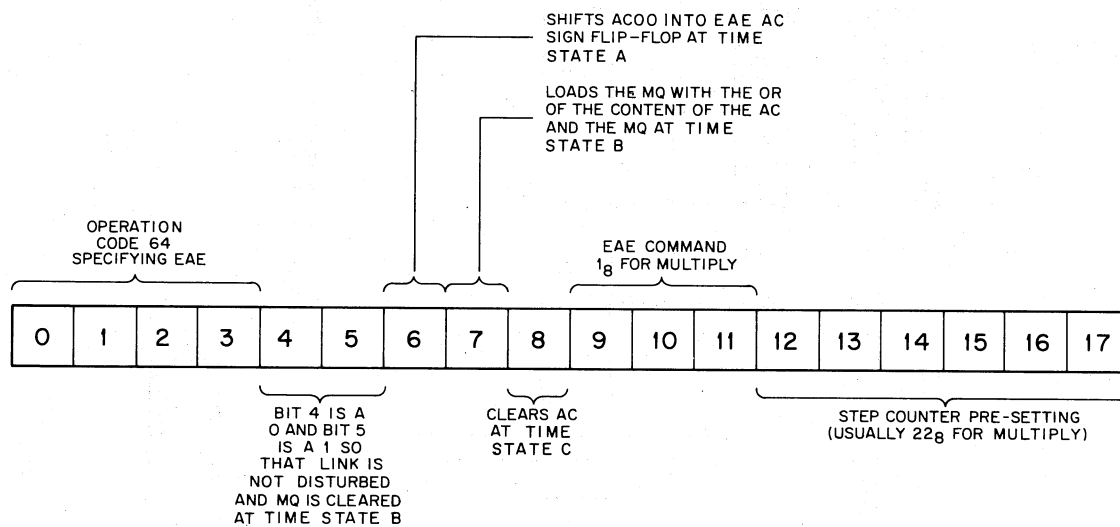 SHIFTS AC00 INTO EAE AC
SIGN FLIP-FLOP AT TIME
STATE A
LOADS THE MQ WITH THE OR
OF THE CONTENT OF THE AC
AND THE MQ AT TIME
STATE B
OPERATION
CODE 64
SPECIFYING EAE
EAE COMMAND
1₈ FOR MULTIPLY
0 1 2 3 4 5 6 7 8 9 10 11 12 13 14 15 16 17
BIT 4 IS A
0 AND BIT 5
IS A 1 SO
THAT LINK IS
NOT DISTURBED
AND MQ IS CLEARED
AT TIME STATE B
CLEARS AC
AT TIME
STATE C
STEP COUNTER PRE-SETTING
(USUALLY 22₈ FOR MULTIPLY)